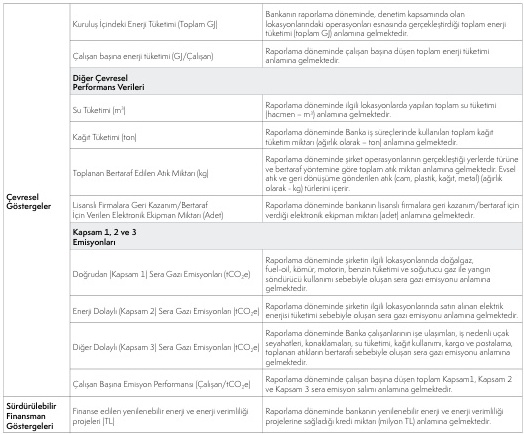 Kuruluş İçindeki Enerji Tüketimi (Toplam GJ)
Bankanın raporlama döneminde, denetim kapsamında olan
lokasyonlarındaki operasyonları esnasında gerçekleştirdiği toplam enerji
tüketimi (toplam GJ) anlamına gelmektedir.
Çalışan başına enerji tüketimi (GJ/Çalışan)
Raporlama döneminde çalışan başına düşen toplam enerji tüketimi
anlamına gelmektedir.
Diğer Çevresel
Performans Verileri
Su Tüketimi (m³)
Raporlama döneminde ilgili lokasyonlarda yapılan toplam su tüketimi
(hacmen – m³) anlamına gelmektedir.
Kağıt Tüketimi (ton)
Raporlama döneminde Banka iş süreçlerinde kullanılan toplam kağıt
tüketim miktarı (ağırlık olarak – ton) anlamına gelmektedir.
Toplanan Bertaraf Edilen Atık Miktarı (kg)
Raporlama döneminde şirket operasyonlarının gerçekleştiği yerlerde türüne
ve bertaraf yöntemine göre toplam atık miktarı anlamına gelmektedir. Evsel
atık ve geri dönüşüme gönderilen atık (cam, plastik, kağıt, metal) (ağırlık
olarak - kg) türlerini içerir.
Çevresel
Göstergeler
Lisanslı Firmalara Geri Kazanım/Bertaraf
İçin Verilen Elektronik Ekipman Miktarı (Adet)
Raporlama döneminde bankanın lisanslı firmalara geri kazanım/bertaraf için
verdiği elektronik ekipman miktarı (adet) anlamına gelmektedir.
Kapsam 1, 2 ve 3
Emisyonları
Doğrudan (Kapsam 1) Sera Gazı Emisyonları (tCO₂e)
Raporlama döneminde şirketin ilgili lokasyonlarında doğalgaz,
fuel-oil, kömür, motorin, benzin tüketimi ve soğutucu gaz ile yangın
söndürücü kullanımı sebebiyle oluşan sera gazı emisyonu anlamına
gelmektedir.
Enerji Dolaylı (Kapsam 2) Sera Gazı Emisyonları (tCO₂e)
Raporlama döneminde şirketin ilgili lokasyonlarında satın alınan elektrik
enerjisi tüketimi sebebiyle oluşan sera gazı emisyonu anlamına gelmektedir.
Diğer Dolaylı (Kapsam 3) Sera Gazı Emisyonları (tCO₂e)
Raporlama döneminde Banka çalışanlarının işe ulaşımları, iş nedenli uçak
seyahatleri, konaklamaları, su tüketimi, kağıt kullanımı, kargo ve postalama,
toplanan atıkların bertarafı sebebiyle oluşan sera gazı emisyonu anlamına
gelmektedir.
Çalışan Başına Emisyon Performansı (Çalışan/tCO₂e)
Raporlama döneminde çalışan başına düşen toplam Kapsam1, Kapsam 2
ve Kapsam 3 sera emisyon salımı anlamına gelmektedir.
Sürdürülebilir
Finansman
Göstergeleri
Finanse edilen yenilenebilir enerji ve enerji verimliliği
projeleri (TL)
Raporlama döneminde bankanın yenilenebilir enerji ve enerji verimliliği
projelerine sağladığı kredi miktarı (milyon TL) anlamına gelmektedir.